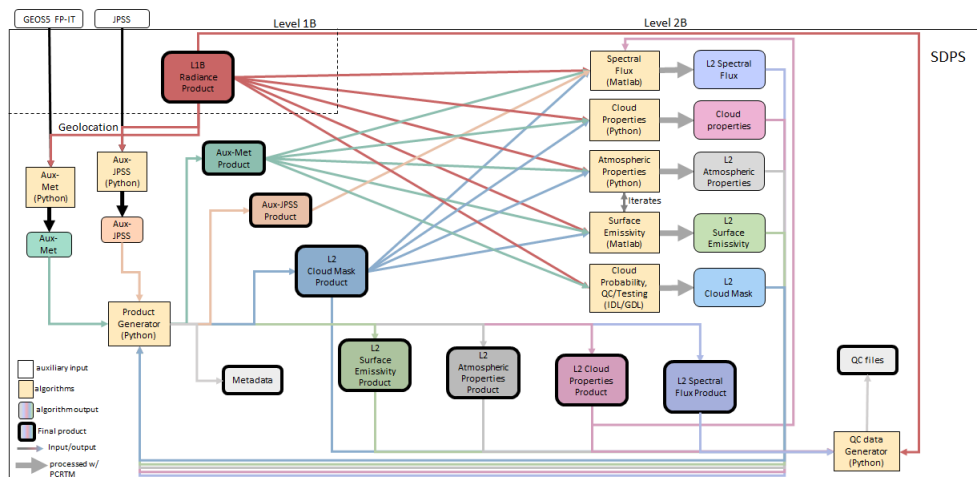 GEOS5 FP-IT
JPSS
Level 1B
Level 2B
SDPS
L1B
Radiance
Product
Geolocation
Aux-
Met
(Python)
Aux-
JPSS
(Python)
Aux-
Met
Aux-
JPSS
Aux-Met
Product
Aux-JPSS
Product
L2
Cloud Mask
Product
Product
Generator
(Python)
Spectral
Flux
(Matlab)
L2 Spectral
Flux
Cloud
Properties
(Python)
Cloud
properties
Atmospheric
Properties
(Python)
L2
Atmospheric
Properties
Iterates
Surface
Emissivity
(Matlab)
L2
Surface
Emissivity
Cloud
Probability,
QC/Testing
(IDL/GDL)
L2
Cloud Mask
Metadata
L2
Surface
Emissivity
Product
L2
Atmospheric
Properties
Product
L2 Cloud
Properties
Product
L2 Spectral
Flux Product
QC files
QC data
Generator
(Python)
auxiliary input
algorithms
algorithm output
Final product
Input/output
processed w/
PCRTM